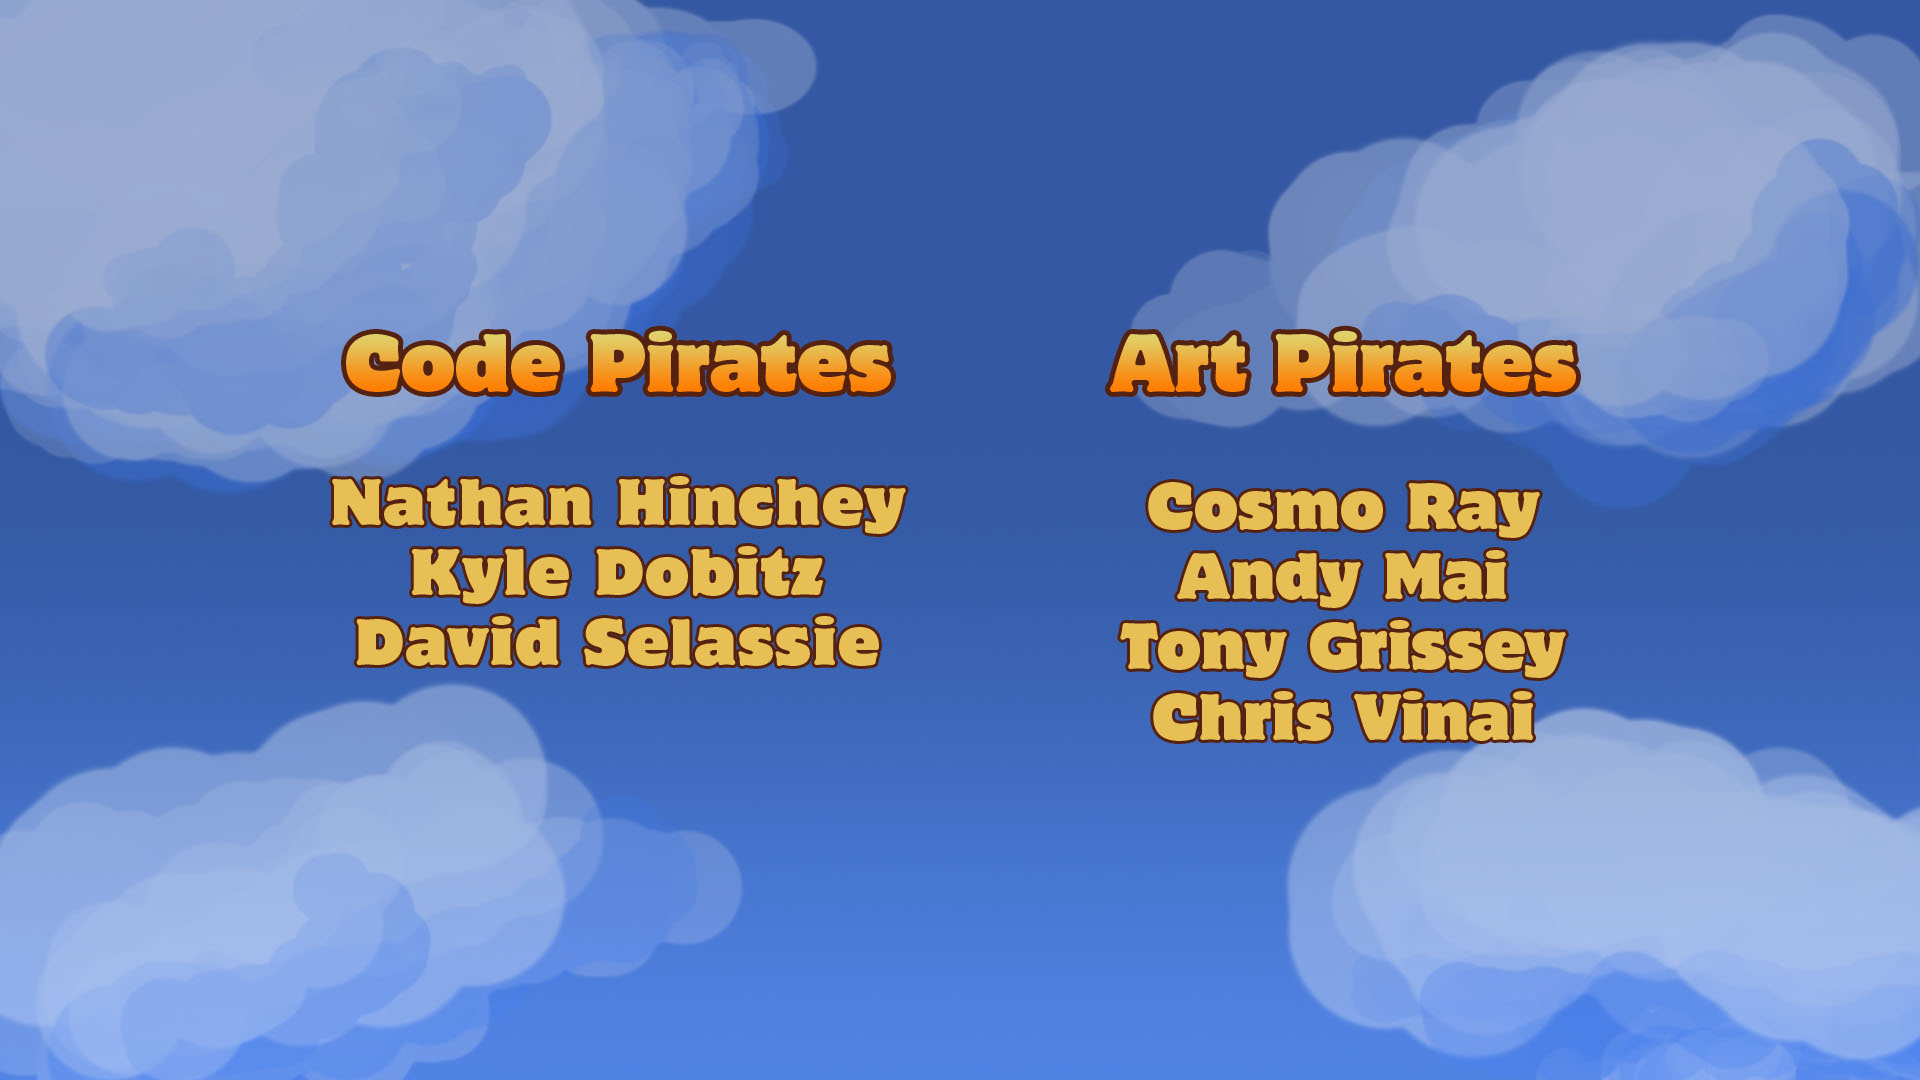 Code Pirates
Nathan Hinchey
Kyle Dobitz
David Selassie
Art Pirates
Cosmo Ray
Andy Mai
Tony Grissey
Chris Vinai